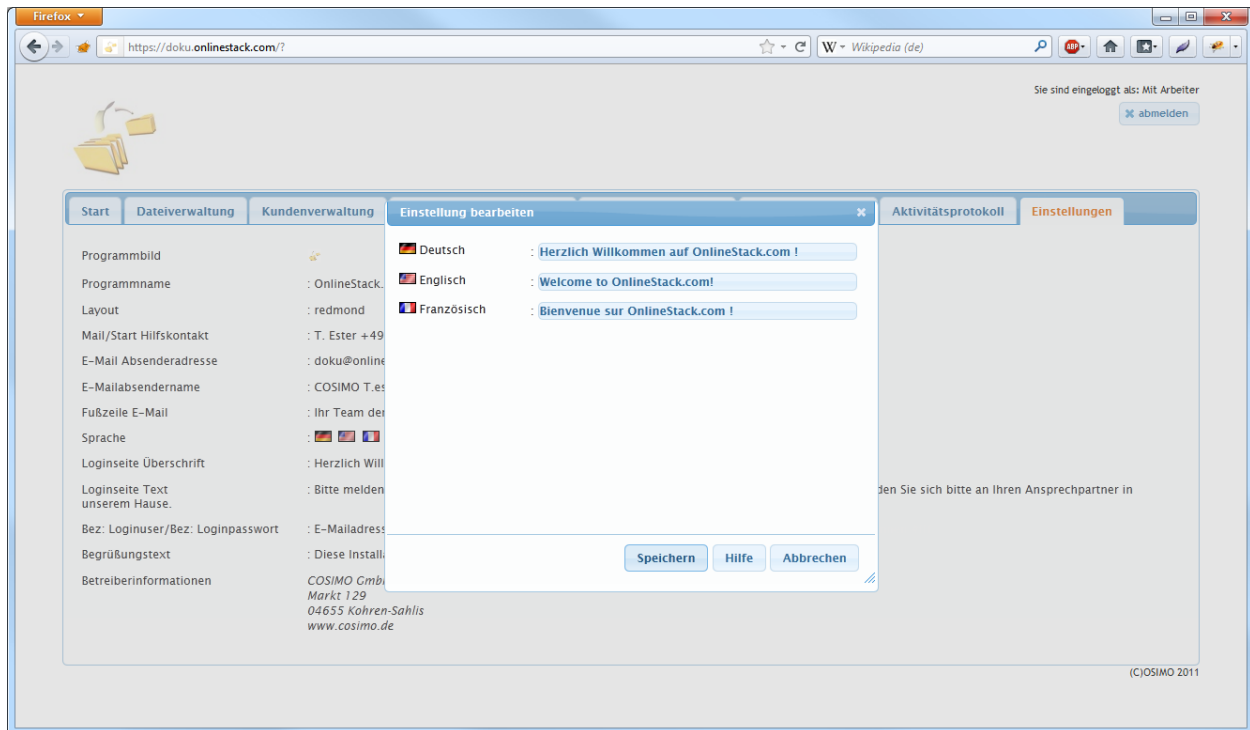 Firefox
https://doku.onlinestack.com/?
W Wikipedia (de)
ABP
Sie sind eingeloggt als: Mit Arbeiter
abmelden
Start Dateiverwaltung Kundenverwaltung Aktivitätsprotokoll Einstellungen
Einstellung bearbeiten
Deutsch : Herzlich Willkommen auf OnlineStack.com !
Englisch : Welcome to OnlineStack.com!
Französisch : Bienvenue sur OnlineStack.com !
Speichern Hilfe Abbrechen
Programmbild
Programmname : OnlineStack.
Layout : redmond
Mail/Start Hilfskontakt : T. Ester +49
E-Mail Absenderadresse : doku@online
E-Mailabsendername : COSIMO T.es
Fußzeile E-Mail : Ihr Team der
Sprache :
Loginseite Überschrift : Herzlich Will
Loginseite Text : Bitte melden den Sie sich bitte an Ihren Ansprechpartner in
unserem Hause.
Bez: Loginuser/Bez: Loginpasswort : E-Mailadress
Begrüßungstext : Diese Install
Betreiberinformationen COSIMO Gmb
Markt 129
04655 Kohren-Sahlis
www.cosimo.de
(C)OSIMO 2011